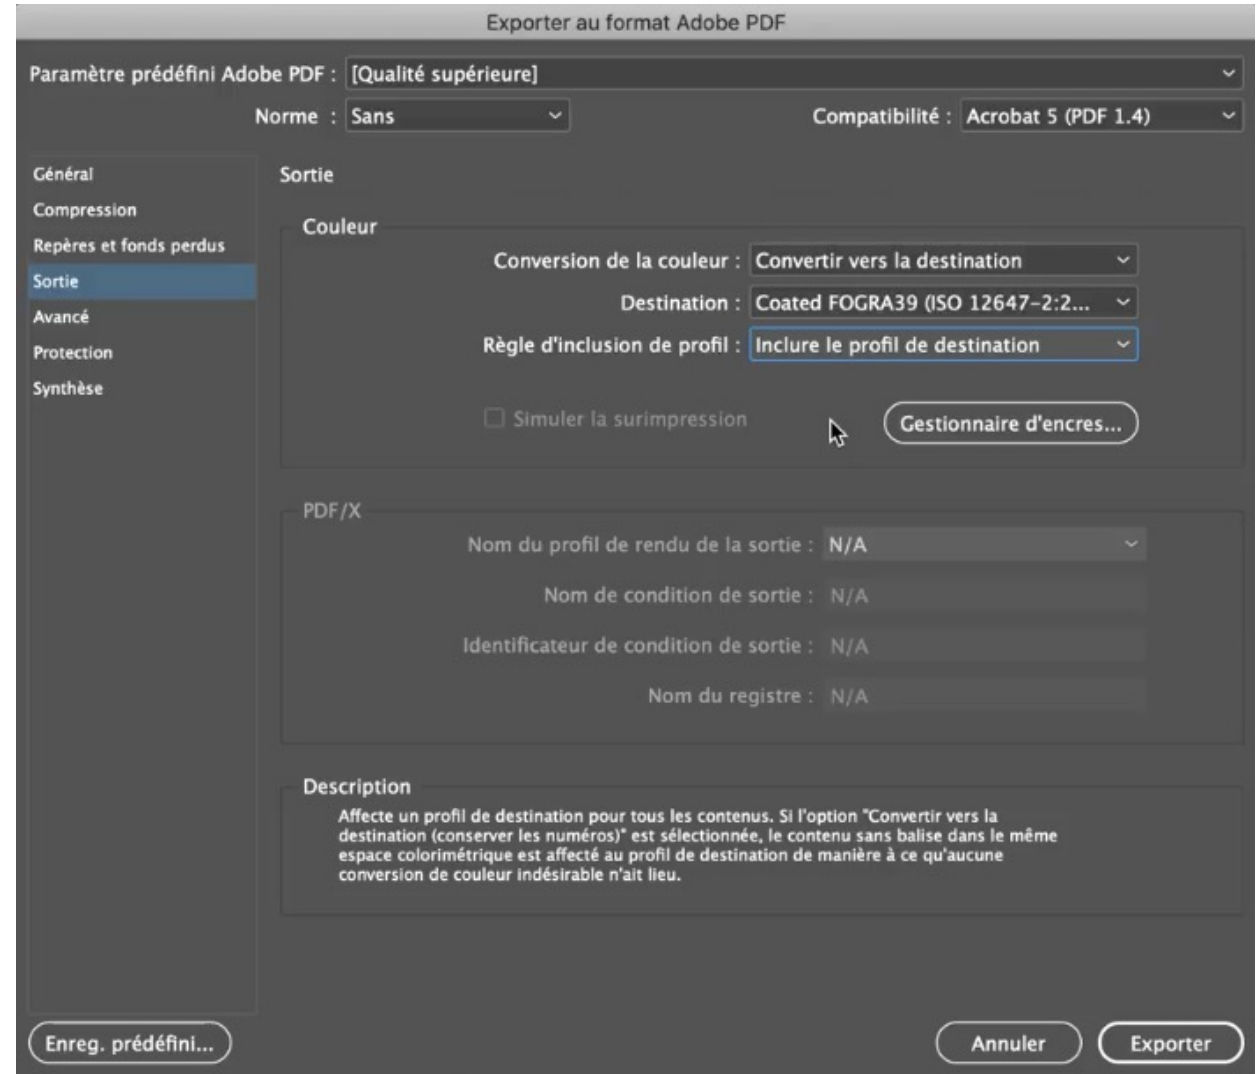 Exporter au format Adobe PDF
Paramètre prédéfini Adobe PDF : [Qualité supérieure]
Norme : Sans Compatibilité : Acrobat 5 (PDF 1.4)
Général
Compression
Repères et fonds perdus
Sortie
Avancé
Protection
Synthèse
Sortie
Couleur
Conversion de la couleur : Convertir vers la destination
Destination : Coated FOGRA39 (ISO 12647-2:2...
Règle d'inclusion de profil : Inclure le profil de destination
Simuler la surimpression Gestionnaire d'encres...
PDF/X
Nom du profil de rendu de la sortie : N/A
Nom de condition de sortie : N/A
Identificateur de condition de sortie : N/A
Nom du registre : N/A
Description
Affecte un profil de destination pour tous les contenus. Si l'option "Convertir vers la
destination (conserver les numéros)" est sélectionnée, le contenu sans balise dans le même
espace colorimétrique est affecté au profil de destination de manière à ce qu'aucune
conversion de couleur indésirable n'ait lieu.
Enreg. prédéfini... Annuler Exporter